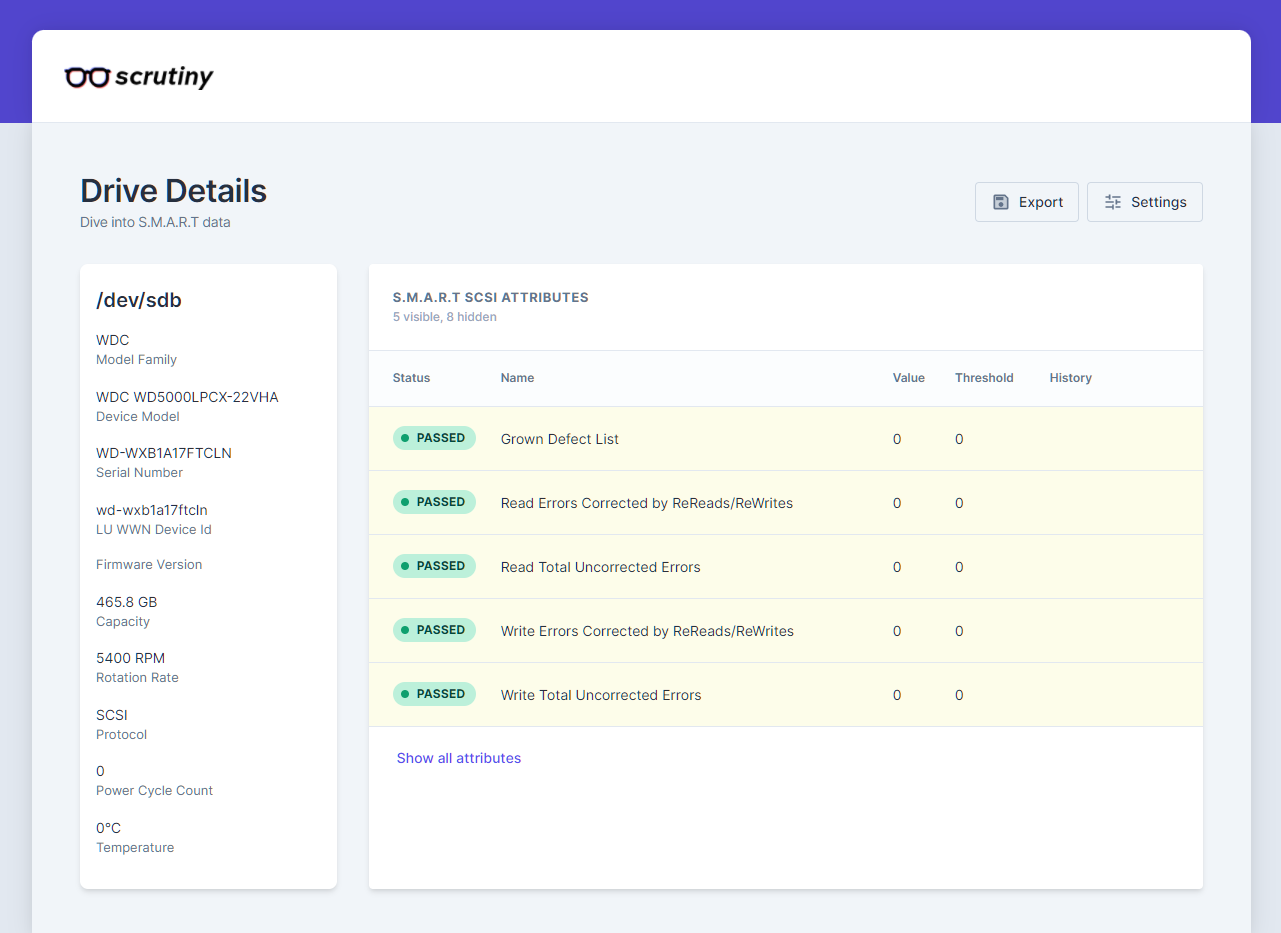 scrutiny
Drive Details
Dive into S.M.A.R.T data
Export
Settings
/dev/sdb
WDC
Model Family
WDC WD5000LPCX-22VHA
Device Model
WD-WXB1A17FTCLN
Serial Number
wd-wxb1a17ftcln
LU WWN Device Id
Firmware Version
465.8 GB
Capacity
5400 RPM
Rotation Rate
SCSI
Protocol
0
Power Cycle Count
0°C
Temperature
S.M.A.R.T SCSI ATTRIBUTES
5 visible, 8 hidden
Status Name Value Threshold History
PASSED Grown Defect List 0 0
PASSED Read Errors Corrected by ReReads/ReWrites 0 0
PASSED Read Total Uncorrected Errors 0 0
PASSED Write Errors Corrected by ReReads/ReWrites 0 0
PASSED Write Total Uncorrected Errors 0 0
Show all attributes